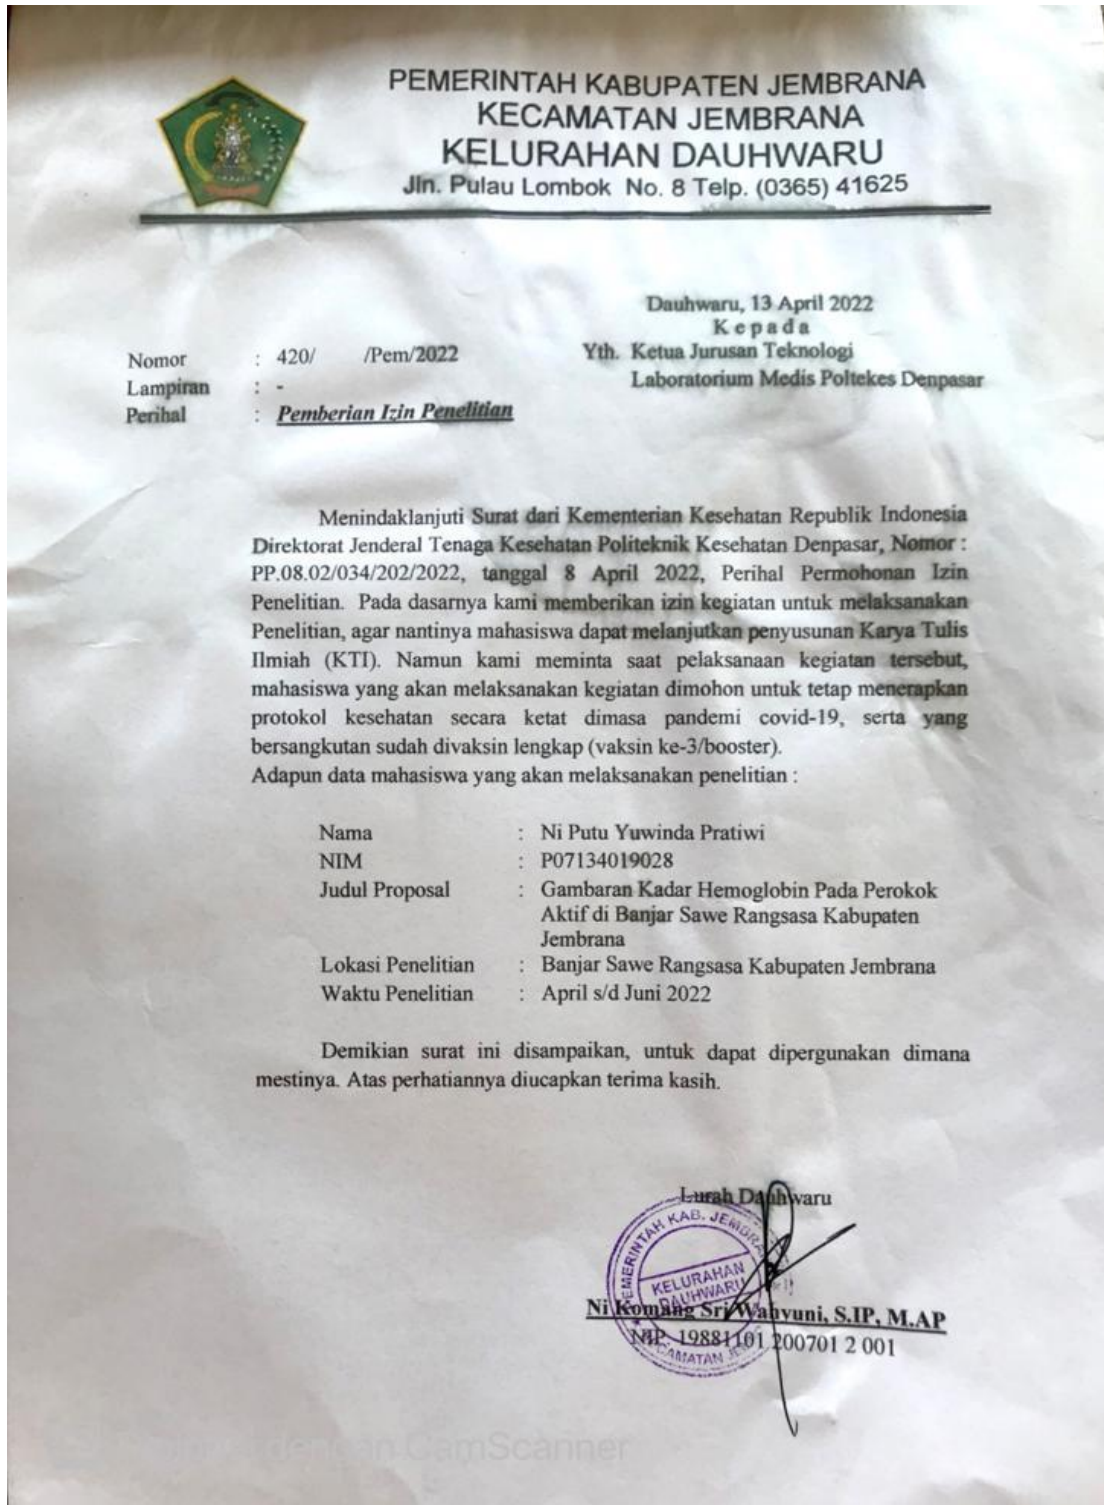 PEMERINTAH KABUPATEN JEMBRANA
KECAMATAN JEMBRANA
KELURAHAN DAUHWARU
Jln. Pulau Lombok No. 8 Telp. (0365) 41625
Dauhwaru, 13 April 2022
Kepada
Nomor : 420/ /Pem/2022
Yth. Ketua Jurusan Teknologi
Lampiran : -
Laboratorium Medis Poltekes Denpasar
Perihal : Pemberian Izin Penelitian
Menindaklanjuti Surat dari Kementerian Kesehatan Republik Indonesia
Direktorat Jenderal Tenaga Kesehatan Politeknik Kesehatan Denpasar, Nomor :
PP.08.02/034/202/2022, tanggal 8 April 2022, Perihal Permohonan Izin
Penelitian. Pada dasarnya kami memberikan izin kegiatan untuk melaksanakan
Penelitian, agar nantinya mahasiswa dapat melanjutkan penyusunan Karya Tulis
Ilmiah (KTI). Namun kami meminta saat pelaksanaan kegiatan tersebut,
mahasiswa yang akan melaksanakan kegiatan dimohon untuk tetap menerapkan
protokol kesehatan secara ketat dimasa pandemi covid-19, serta yang
bersangkutan sudah divaksin lengkap (vaksin ke-3/booster).
Adapun data mahasiswa yang akan melaksanakan penelitian :
Nama : Ni Putu Yuwinda Pratiwi
NIM : P07134019028
Judul Proposal : Gambaran Kadar Hemoglobin Pada Perokok
Aktif di Banjar Sawe Rangsasa Kabupaten
Jembrana
Lokasi Penelitian : Banjar Sawe Rangsasa Kabupaten Jembrana
Waktu Penelitian : April s/d Juni 2022
Demikian surat ini disampaikan, untuk dapat dipergunakan dimana
mestinya. Atas perhatiannya diucapkan terima kasih.
Lurah Dauhwaru
PEMERINTAH KAB. JEMBRANA
KELURAHAN
DAUHWARU
KECAMATAN
Ni Komang Sri Wahyuni, S.IP, M.AP
NIP. 19881101 200701 2 001
dengan CamScanner